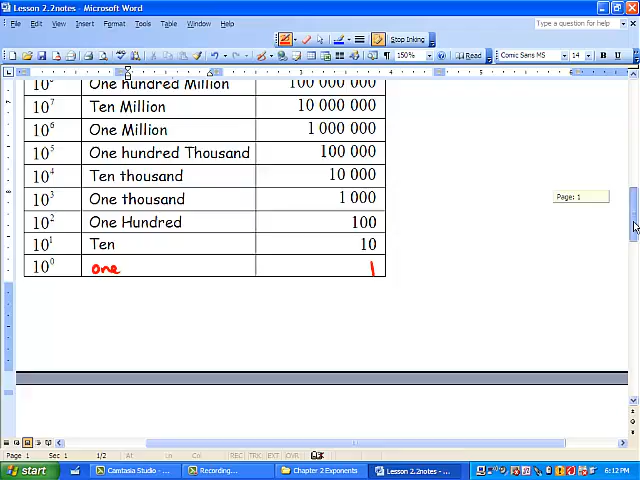 Lesson 2.2notes - Microsoft Word
File Edit View Insert Format Tools Table Window Help
Type a question for help
Stop Inking
150% Read Comic Sans MS 14 B U
One hundred Million 100 000 000
10⁷ Ten Million 10 000 000
10⁶ One Million 1 000 000
10⁵ One hundred Thousand 100 000
10⁴ Ten thousand 10 000
10³ One thousand 1 000
10² One Hundred 100
10¹ Ten 10
10⁰ one 1
Page: 1
Page 1 Sec 1 1/2 At Ln Col REC TRK EXT OVR
start Camtasia Studio - ... Recording... Chapter 2 Exponents Lesson 2.2notes - ... 6:12 PM